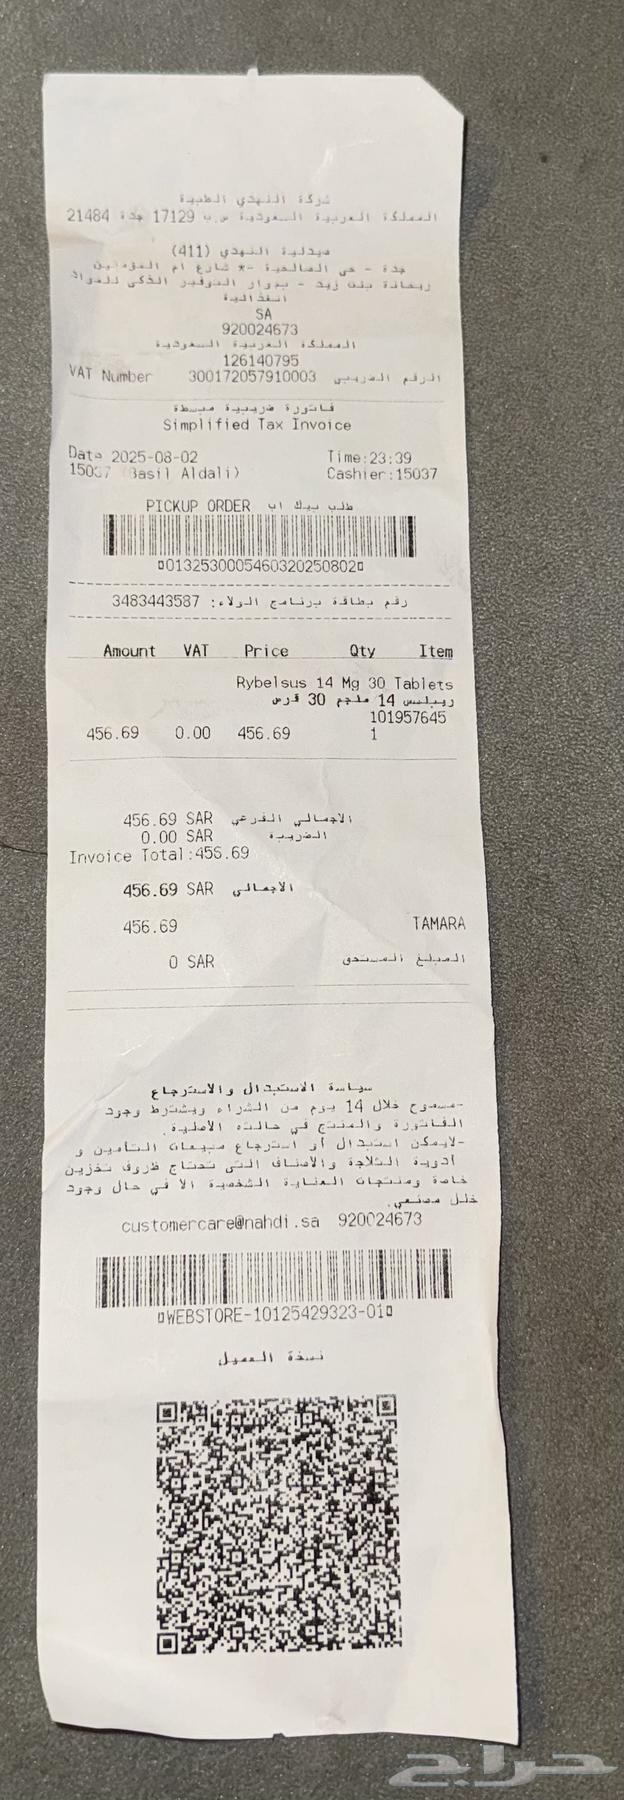 شركة النهدي الطبية
المملكة العربية السعودية ص.ب 17129 جدة 21484
صيدلية النهدي (411)
جدة - حي الصالحية -* شارع ام المؤمنين
ريحانة بنت زيد - بجوار التوفير الذكي للمواد
الغذائية
SA
920024673
المملكة العربية السعودية
126140795
VAT Number 300172057910003 الرقم الضريبي
فاتورة ضريبية مبسطة
Simplified Tax Invoice
Date 2025-08-02 Time:23:39
15037 (Basil Aldali) Cashier:15037
PICKUP ORDER طلب بيك اب
¤01325300054603202508​02¤
رقم بطاقة برنامج الولاء: 3483443587
Amount VAT Price Qty Item
Rybelsus 14 Mg 30 Tablets
ريبلسس 14 ملجم 30 قرص
101957645
456.69 0.00 456.69 1
456.69 SAR الاجمالي الفرعي
0.00 SAR الضريبة
Invoice Total:456.69
456.69 SAR الاجمالي
456.69 TAMARA
0 SAR المبلغ المستحق
سياسة الاستبدال والاسترجاع
-مسموح خلال 14 يوم من الشراء ويشترط وجود
الفاتورة والمنتج في حالته الاصلية.
-لايمكن استبدال أو استرجاع مبيعات التأمين و
أدوية الثلاجة والاصناف التى تحتاج ظروف تخزين
خاصة ومنتجات العناية الشخصية الا في حال وجود
خلل مصنعي.
customercare@nahdi.sa 920024673
¤WEBSTORE-10125429323-01¤
نسخة العميل
حراج